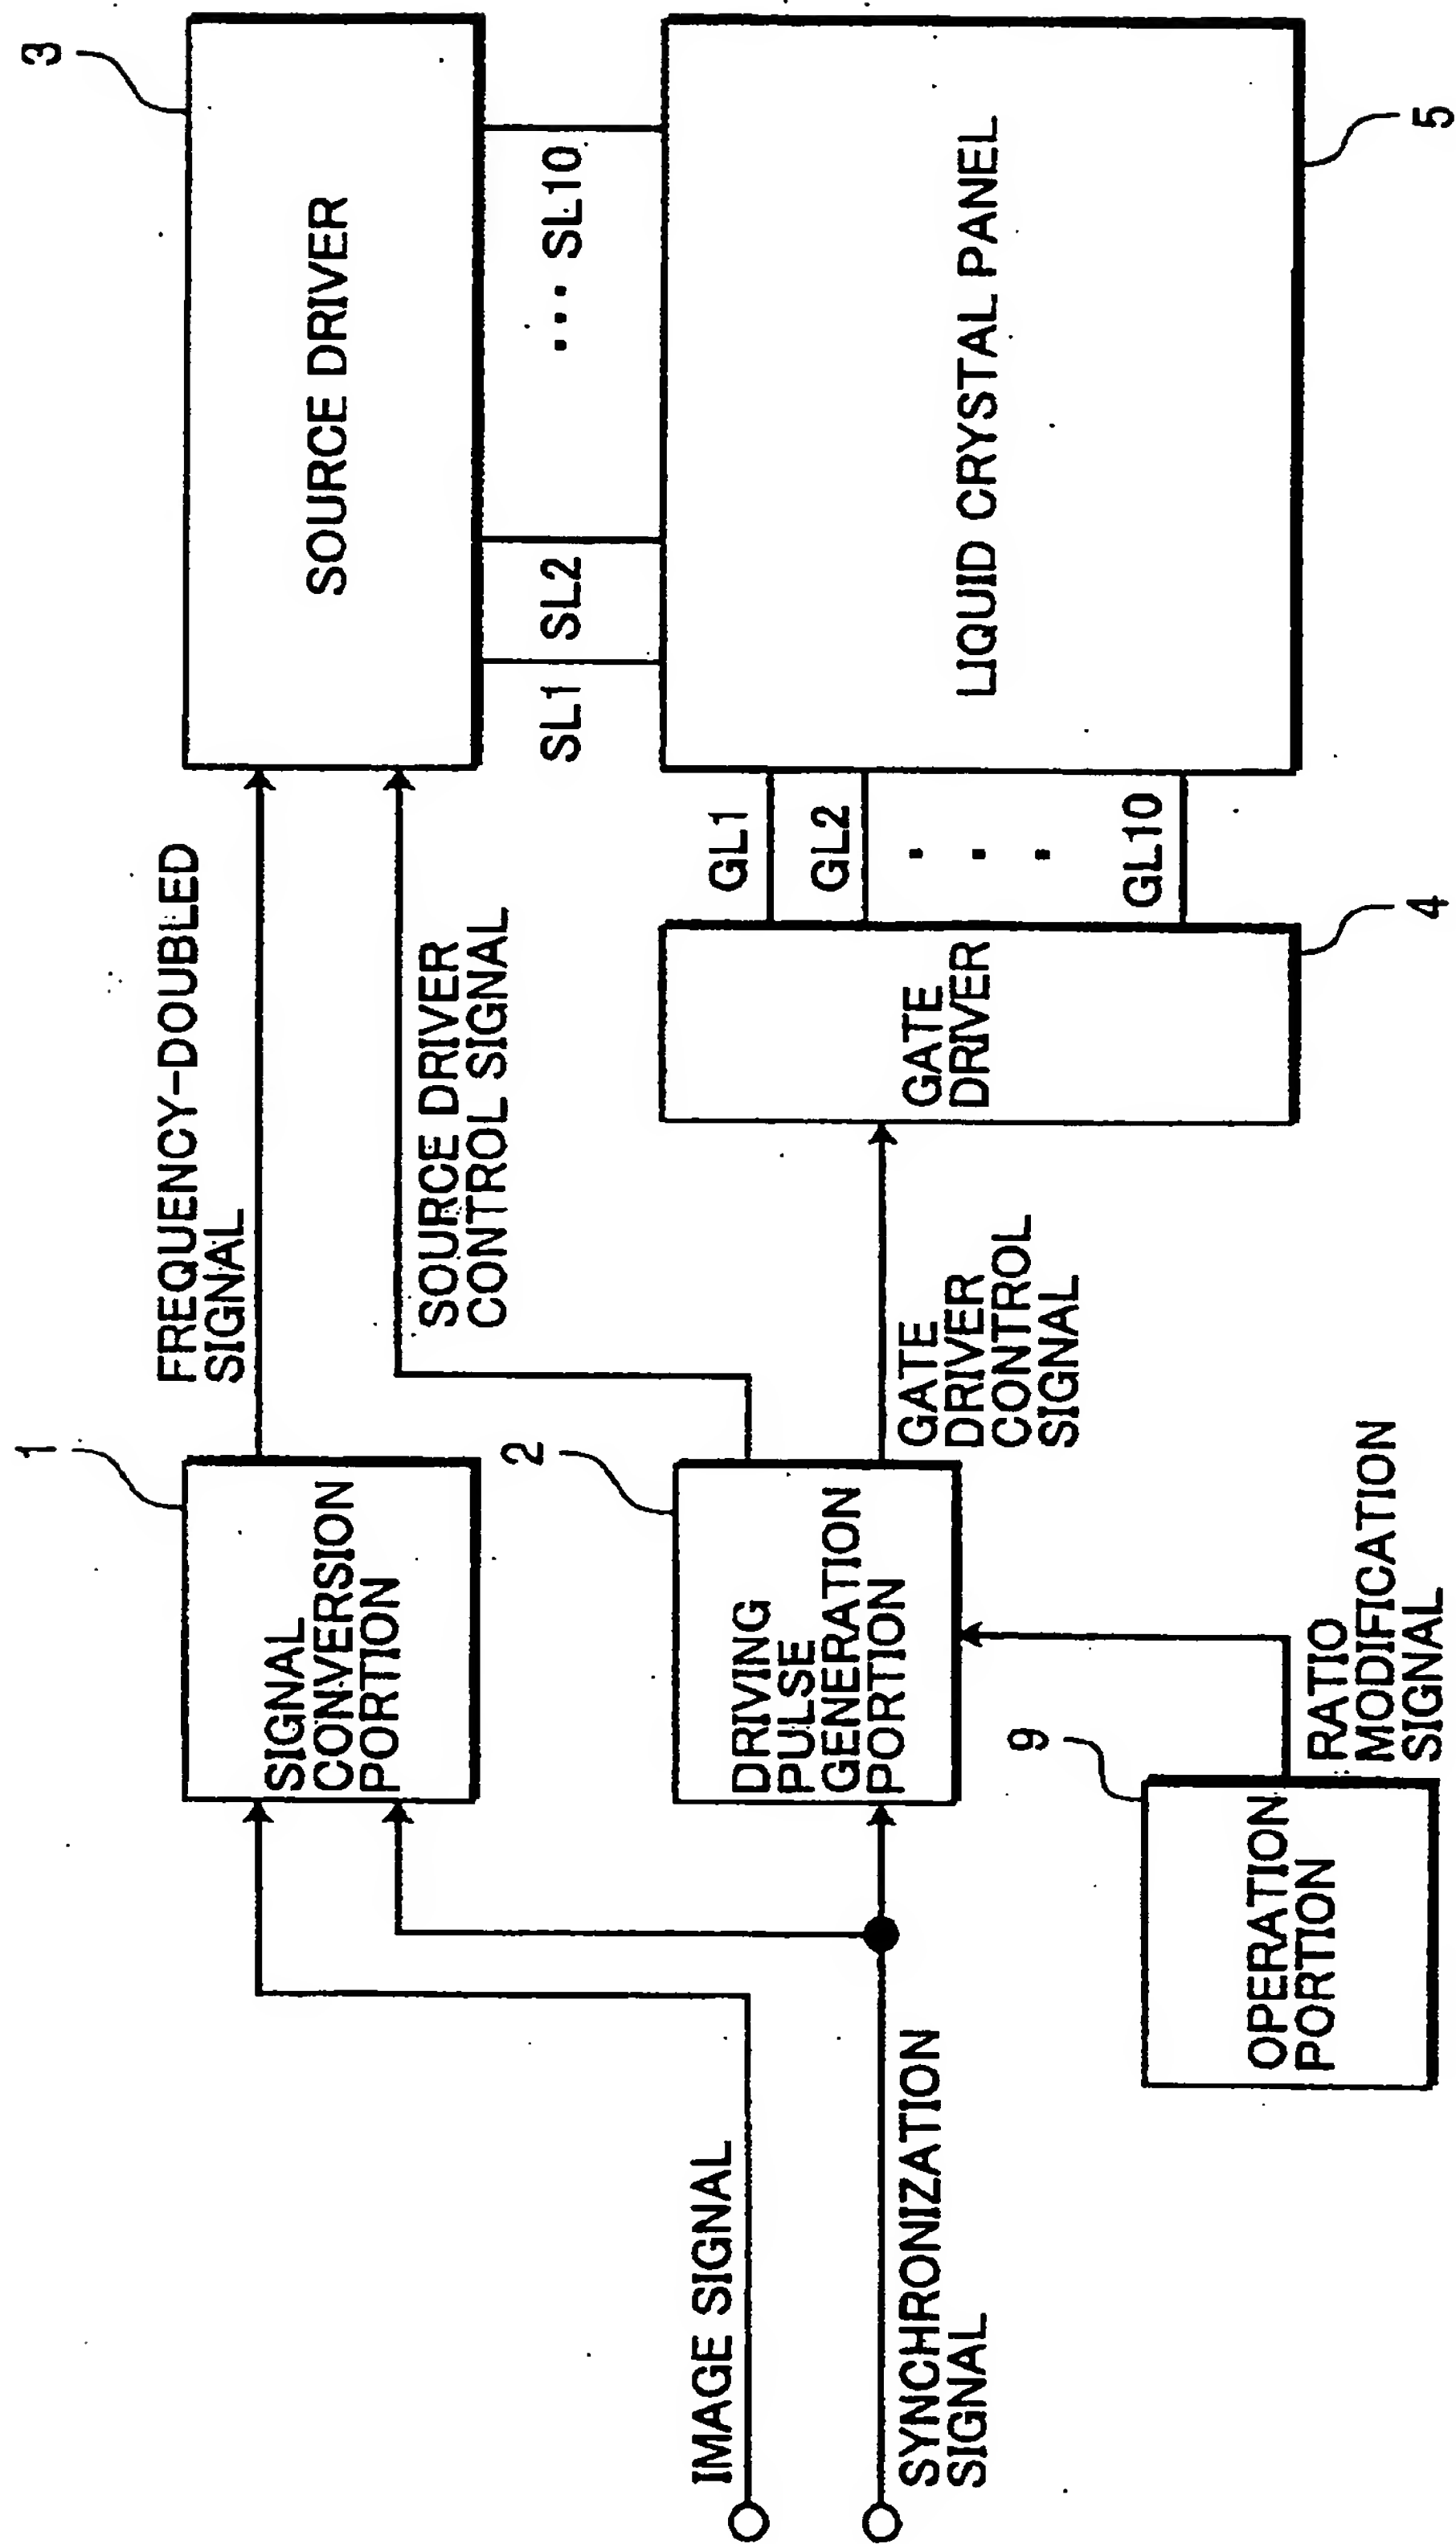 3
SOURCE DRIVER
SL1
SL2
... SL10
LIQUID CRYSTAL PANEL
5
FREQUENCY-DOUBLED
SIGNAL
SOURCE DRIVER
CONTROL SIGNAL
GL1
GL2
...
GL10
GATE
DRIVER
4
1
SIGNAL
CONVERSION
PORTION
2
DRIVING
PULSE
GENERATION
PORTION
GATE
DRIVER
CONTROL
SIGNAL
IMAGE SIGNAL
SYNCHRONIZATION
SIGNAL
9
OPERATION
PORTION
RATIO
MODIFICATION
SIGNAL